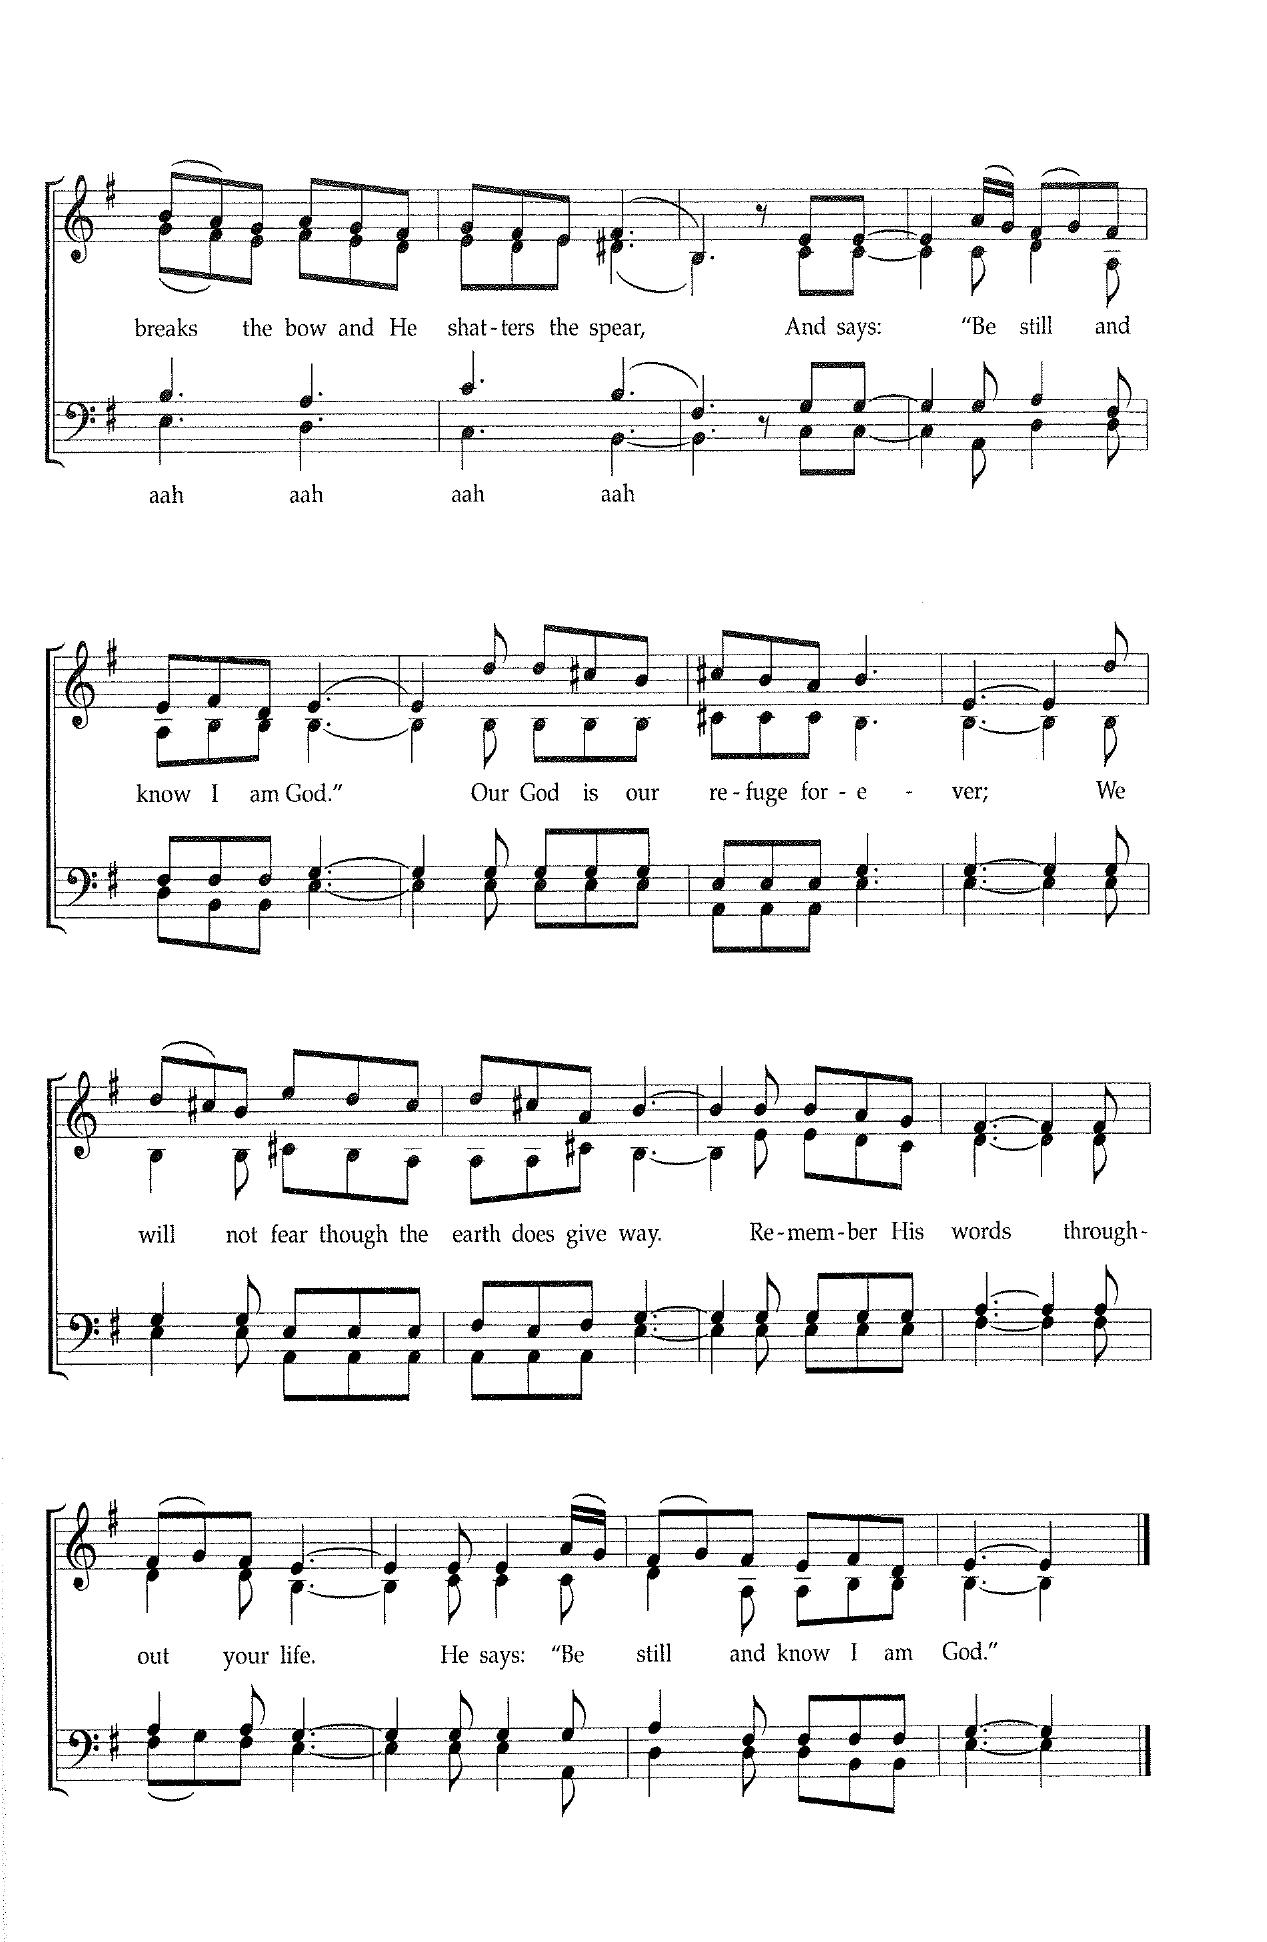 breaks the bow and He shat-ters the spear, And says: “Be still and
aah aah aah aah
know I am God.” Our God is our re-fuge for-e-ver; We
will not fear though the earth does give way. Re-mem-ber His words through-
out your life. He says: “Be still and know I am God.”